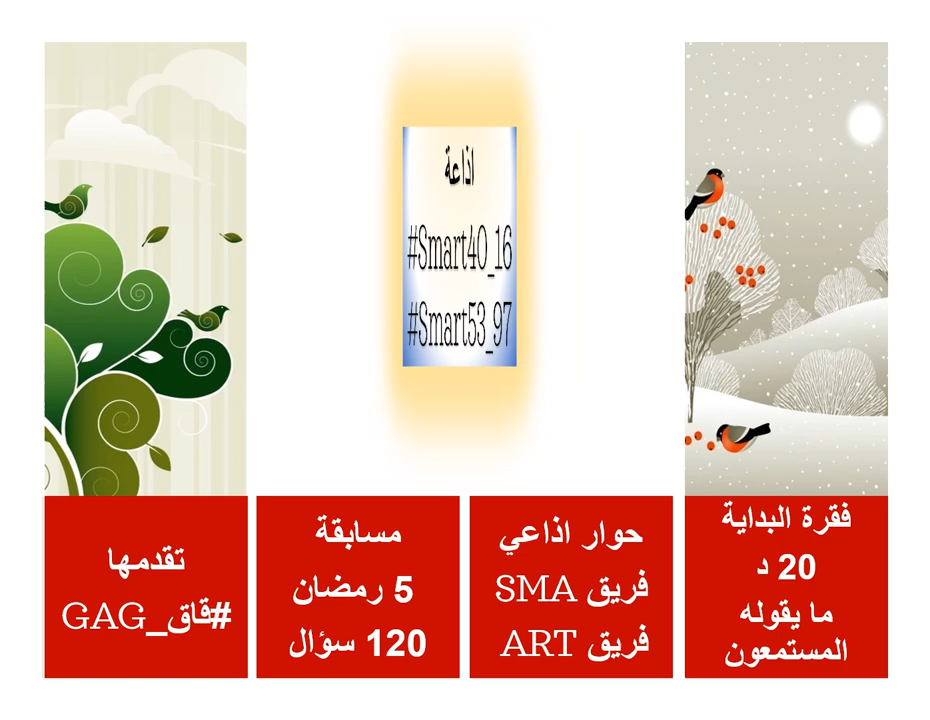 اذاعة
#Smart40_16
#Smart53_97
فقرة البداية
20 د
ما يقوله
المستمعون
حوار اذاعي
فريق SMA
فريق ART
مسابقة
5 رمضان
120 سؤال
تقدمها
#قاق_GAG